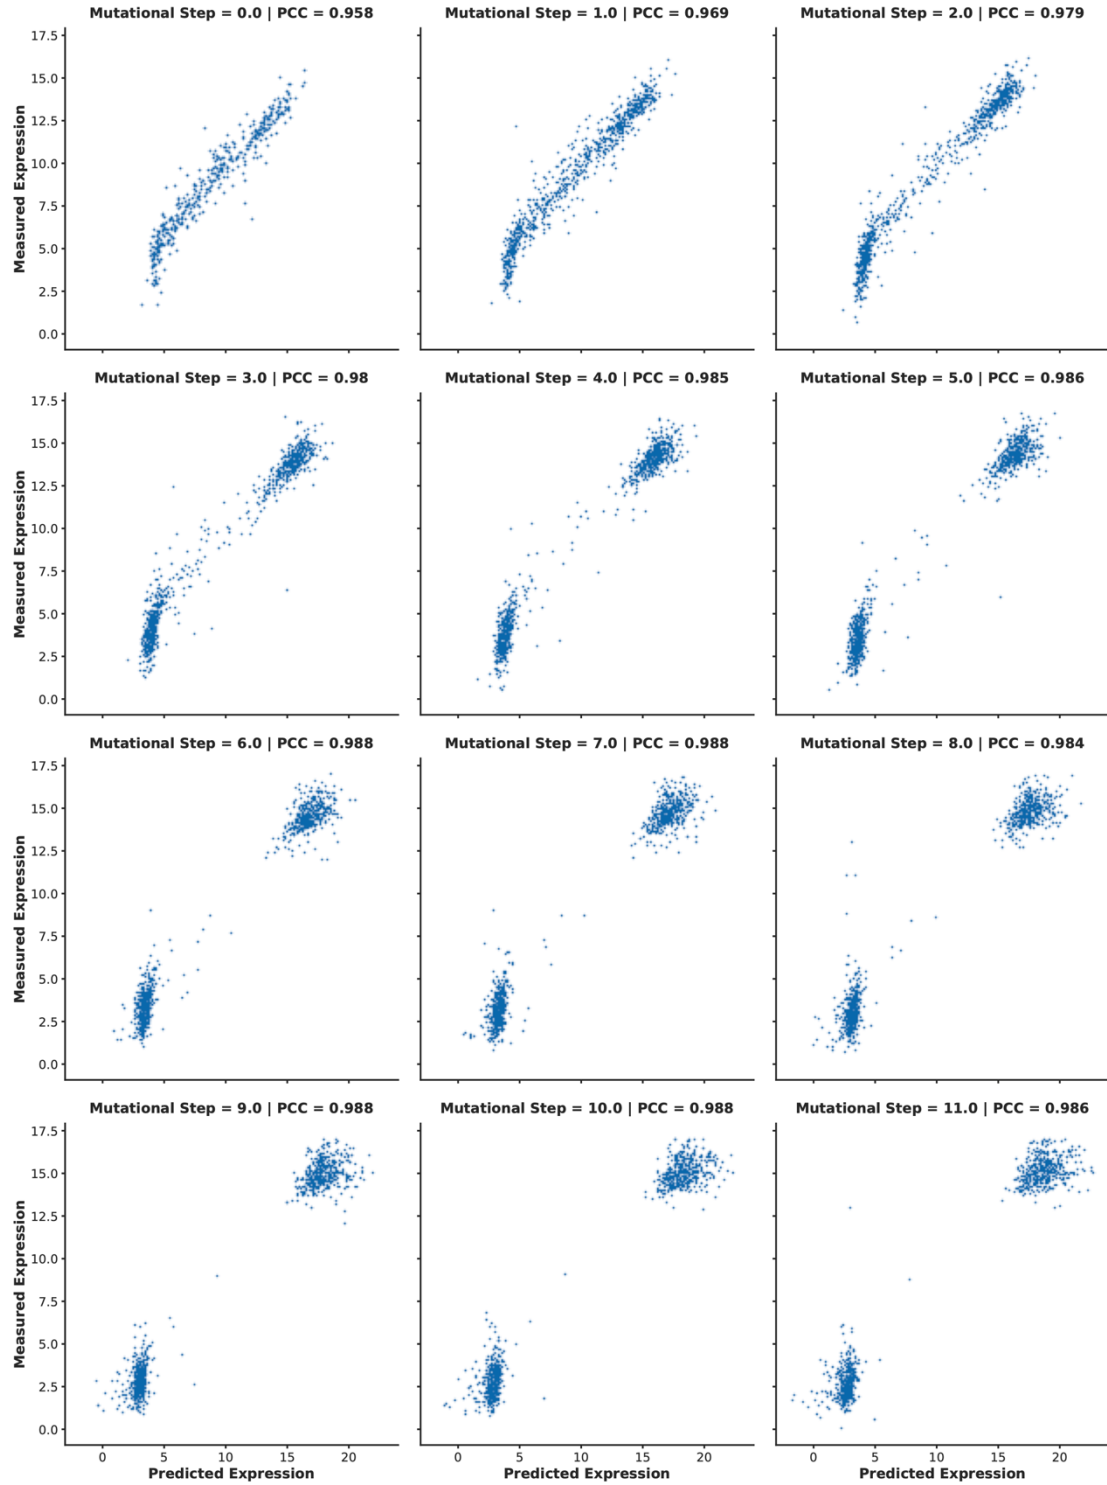 Mutational Step = 0.0 | PCC = 0.958
Mutational Step = 1.0 | PCC = 0.969
Mutational Step = 2.0 | PCC = 0.979
17.5
15.0
12.5
10.0
7.5
5.0
2.5
0.0
Measured Expression
Mutational Step = 3.0 | PCC = 0.98
Mutational Step = 4.0 | PCC = 0.985
Mutational Step = 5.0 | PCC = 0.986
17.5
15.0
12.5
10.0
7.5
5.0
2.5
0.0
Measured Expression
Mutational Step = 6.0 | PCC = 0.988
Mutational Step = 7.0 | PCC = 0.988
Mutational Step = 8.0 | PCC = 0.984
17.5
15.0
12.5
10.0
7.5
5.0
2.5
0.0
Measured Expression
Mutational Step = 9.0 | PCC = 0.988
Mutational Step = 10.0 | PCC = 0.988
Mutational Step = 11.0 | PCC = 0.986
17.5
15.0
12.5
10.0
7.5
5.0
2.5
0.0
Measured Expression
0 5 10 15 20
Predicted Expression
0 5 10 15 20
Predicted Expression
0 5 10 15 20
Predicted Expression